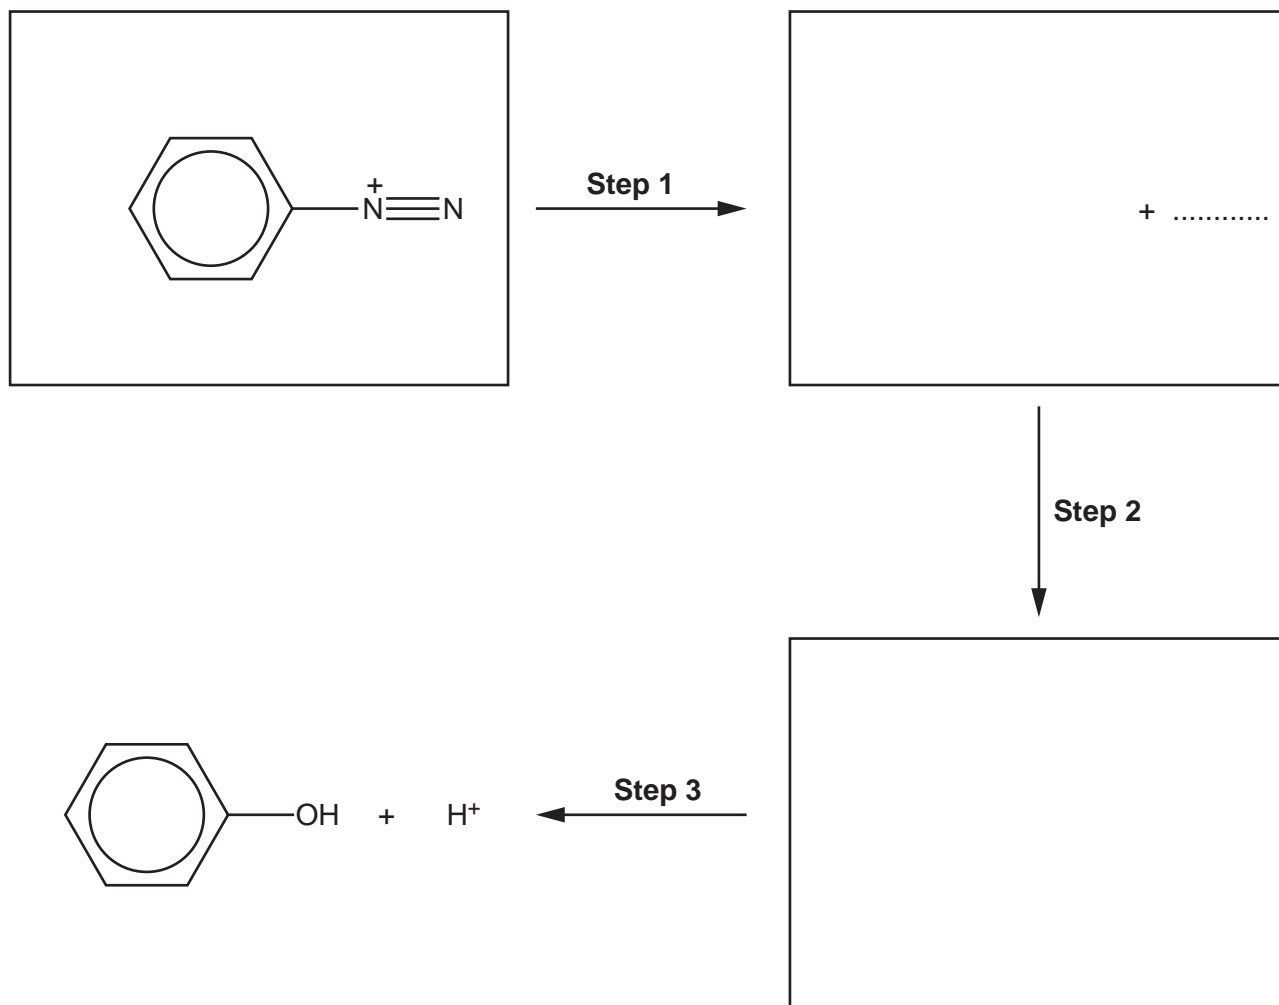 +
N≡N
Step 1
+ ............
Step 2
Step 3
OH + H⁺